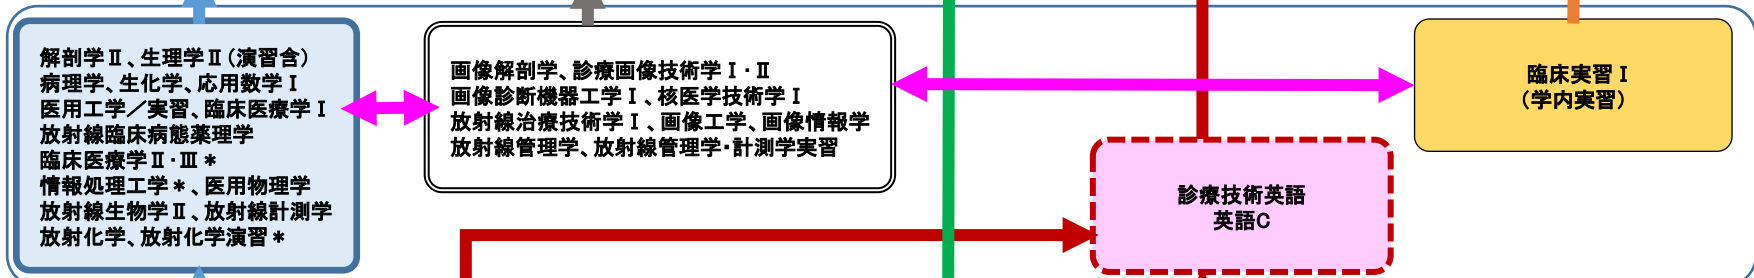 解剖学Ⅱ、生理学Ⅱ(演習含)
病理学、生化学、応用数学Ⅰ
医用工学／実習、臨床医療学Ⅰ
放射線臨床病態薬理学
臨床医療学Ⅱ・Ⅲ＊
情報処理工学＊、医用物理学
放射線生物学Ⅱ、放射線計測学
放射化学、放射化学演習＊
画像解剖学、診療画像技術学Ⅰ・Ⅱ
画像診断機器工学Ⅰ、核医学技術学Ⅰ
放射線治療技術学Ⅰ、画像工学、画像情報学
放射線管理学、放射線管理学・計測学実習
診療技術英語
英語C
臨床実習Ⅰ
(学内実習)